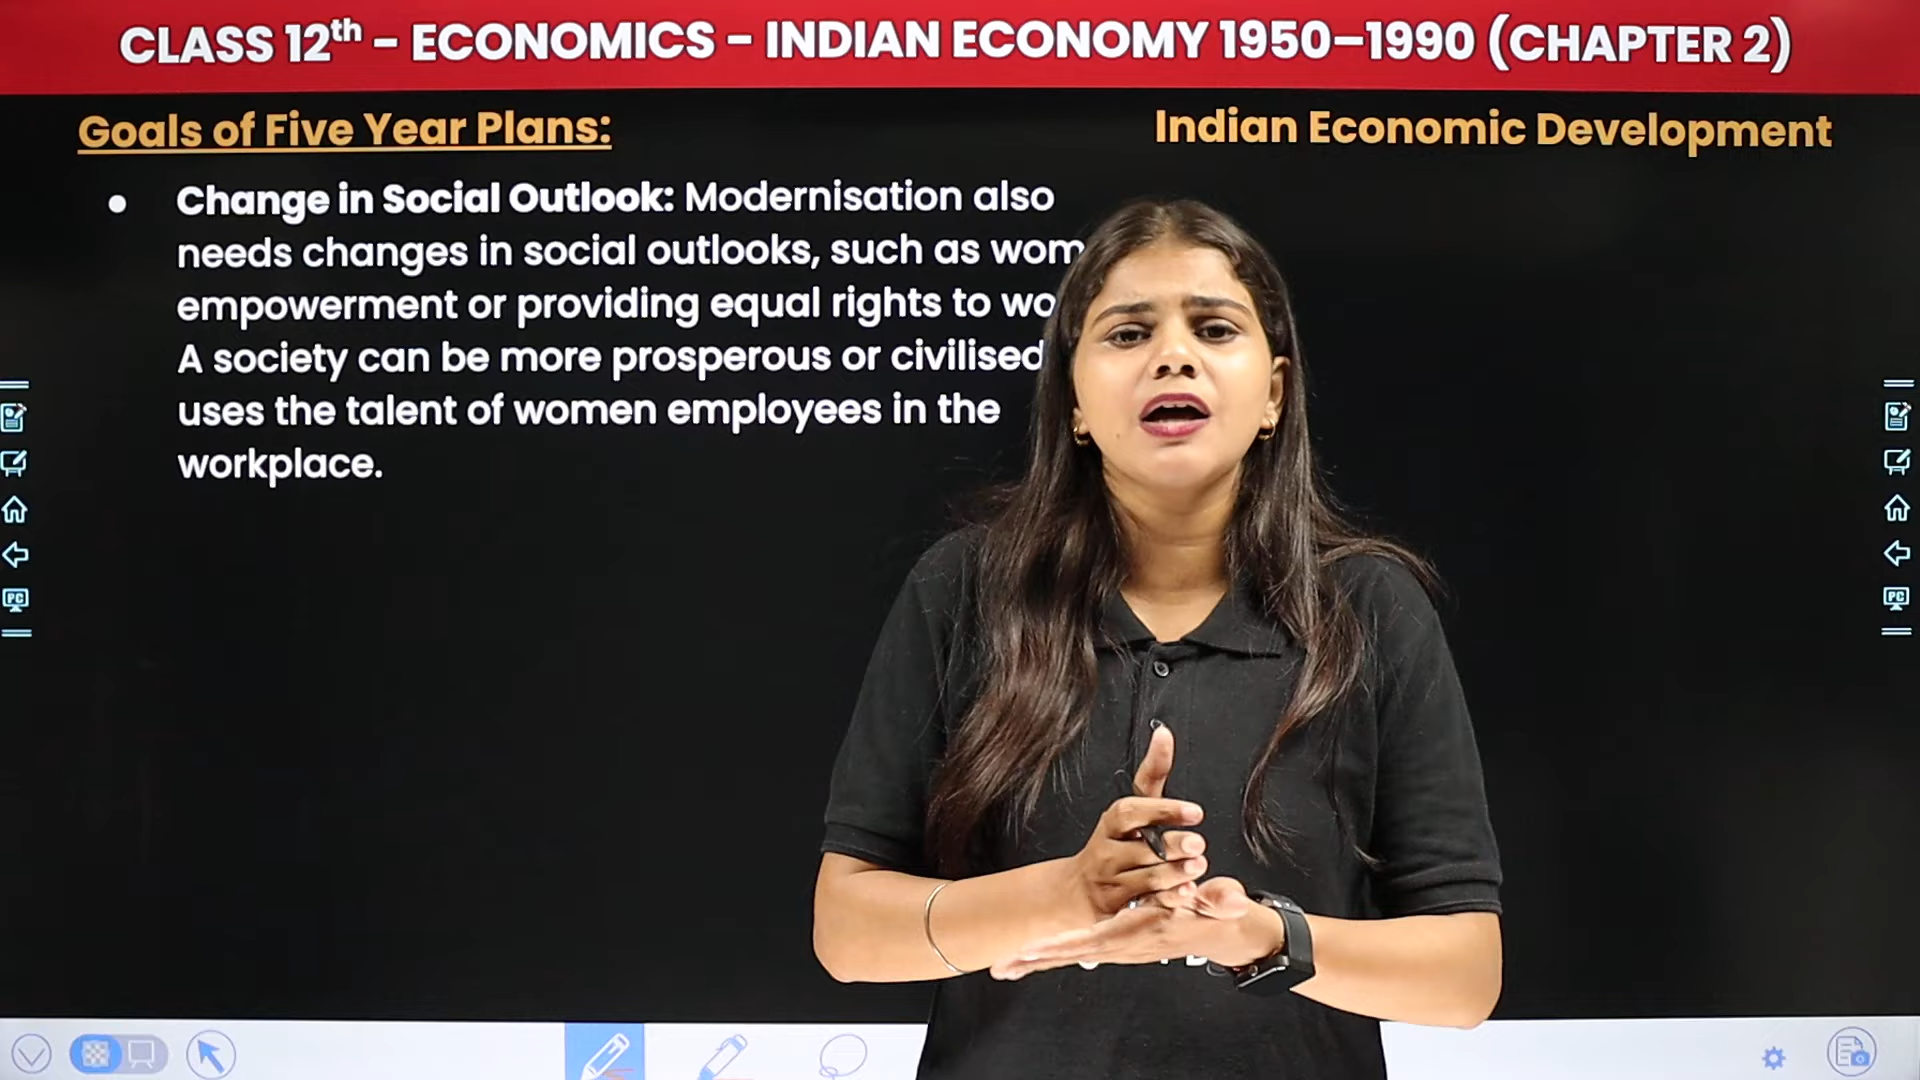 CLASS 12th - ECONOMICS - INDIAN ECONOMY 1950–1990 (CHAPTER 2)
Goals of Five Year Plans:
Indian Economic Development
● Change in Social Outlook: Modernisation also
needs changes in social outlooks, such as
empowerment or providing equal rights to
A society can be more prosperous or civilised
uses the talent of women employees in the
workplace.
PC
PC